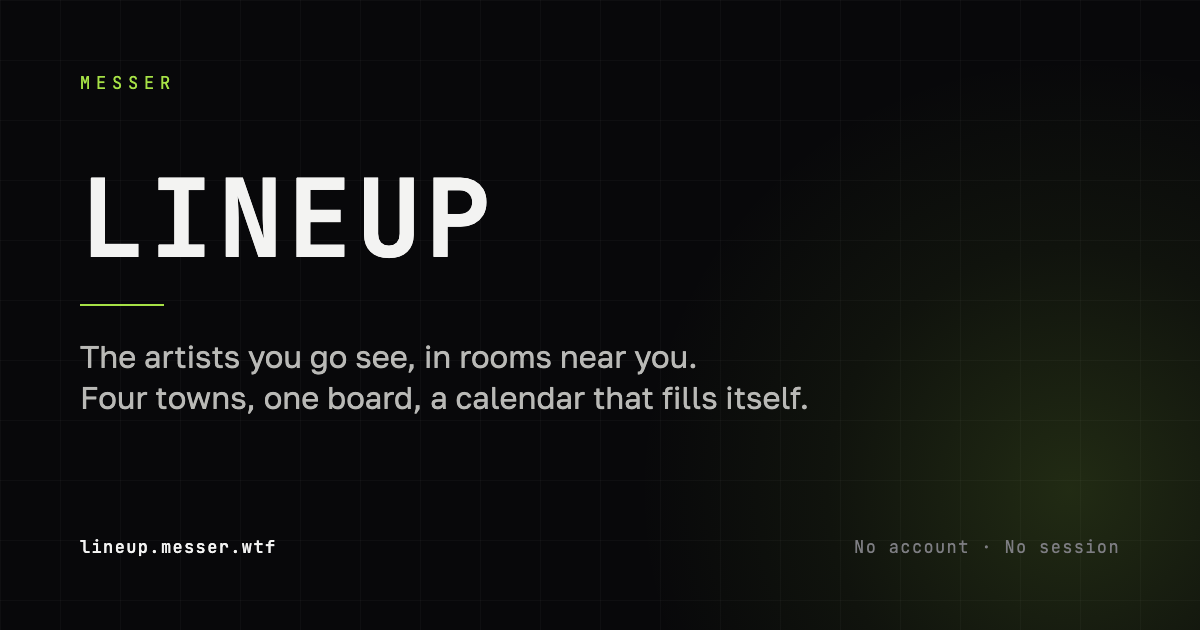 MESSER
LINEUP
The artists you go see, in rooms near you.
Four towns, one board, a calendar that fills itself.
lineup.messer.wtf
No account · No session